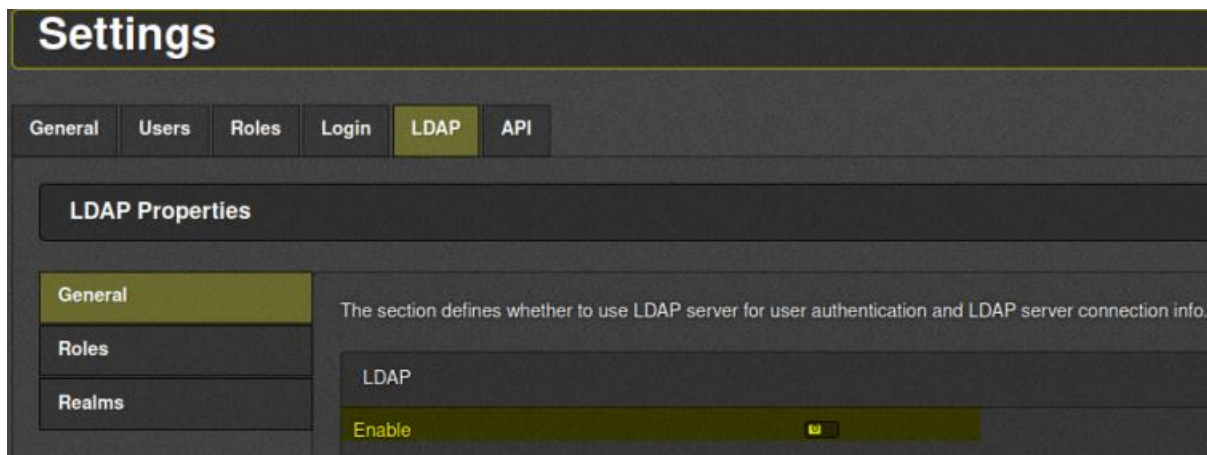 Settings
General Users Roles Login LDAP API
LDAP Properties
General
The section defines whether to use LDAP server for user authentication and LDAP server connection info.
Roles
LDAP
Realms
Enable